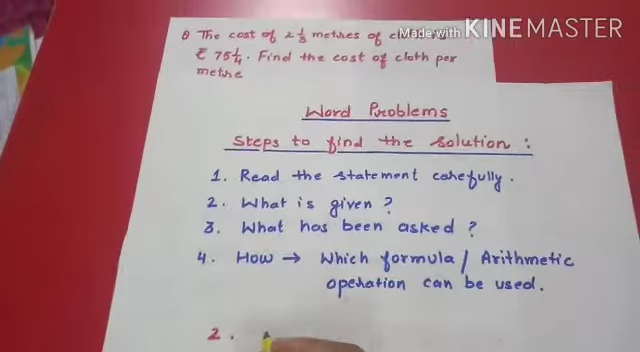 Q The cost of 2 1/3 metres of
Made with KINEMASTER
₹ 75 1/4. Find the cost of cloth per
metre
Word Problems
Steps to find the solution :
1. Read the statement carefully.
2. What is given ?
3. What has been asked ?
4. How → Which formula / Arithmetic
operation can be used.
2.